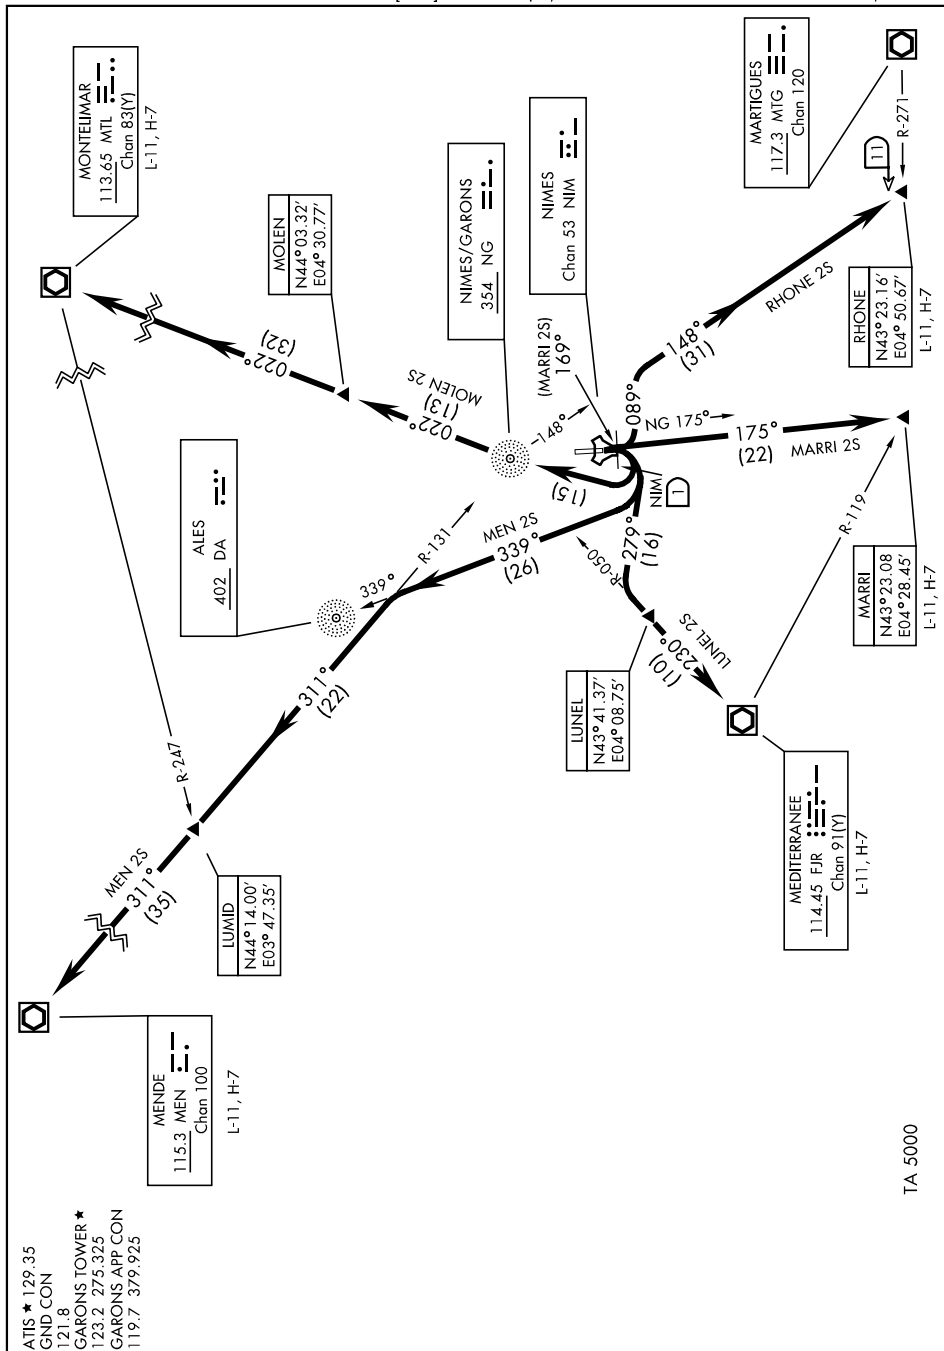 ATIS ★ 129.35
GND CON
121.8
GARONS TOWER ★
123.2 275.325
GARONS APP CON
119.7 379.925
MENDE
115.3 MEN
Chan 100
L-11, H-7
MEN 2S
311°
(35)
LUMID
N44° 14.00'
E03° 47.35'
R-247
311°
(22)
MONTELIMAR
113.65 MTL
Chan 83(Y)
L-11, H-7
022°
(32)
MOLEN
N44° 03.32'
E04° 30.77'
022°
(13)
MOLEN 2S
ALES
402 DA
339°
R-131
MEN 2S
339°
(26)
NIMES/GARONS
354 NG
148°
(15)
NIMES
Chan 53 NIM
(MARRI 2S)
169°
NIM
1
089°
148°
(31)
RHONE 2S
NG 175°
175°
(22)
MARRI 2S
279°
(16)
R-050
LUNEL
N43° 41.37'
E04° 08.75'
LUNEL 2S
230°
(10)
MEDITERRANEE
114.45 FJR
Chan 91(Y)
L-11, H-7
R-119
MARRI
N43° 23.08
E04° 28.45'
L-11, H-7
RHONE
N43° 23.16'
E04° 50.67'
L-11, H-7
11
R-271
MARTIGUES
117.3 MTG
Chan 120
TA 5000